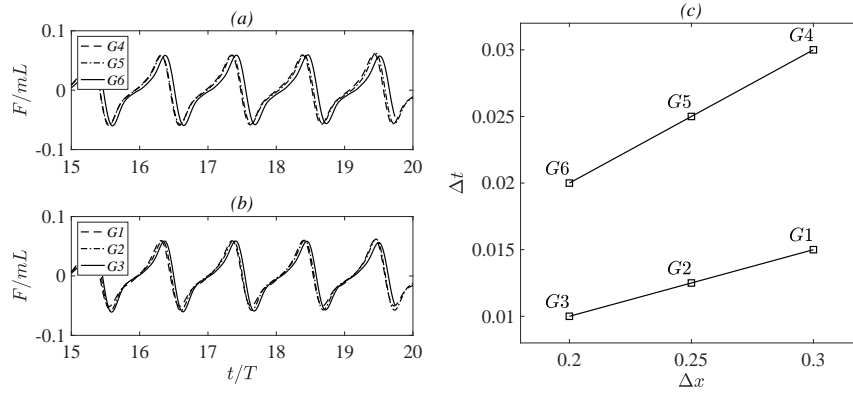 (a)
0.1
0
-0.1
F/mL
G4
G5
G6
15 16 17 18 19 20
(b)
0.1
0
-0.1
F/mL
G1
G2
G3
15 16 17 18 19 20
t/T
(c)
0.03
0.025
0.02
0.015
0.01
Δt
G4
G5
G6
G1
G2
G3
0.2 0.25 0.3
Δx